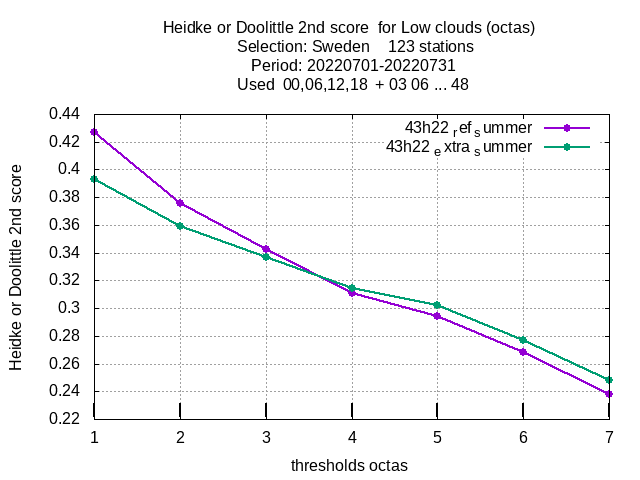 Heidke or Doolittle 2nd score  for Low clouds (octas)
Selection: Sweden    123 stations
Period: 20220701-20220731
Used  00,06,12,18  + 03 06 ... 48
Heidke or Doolittle 2nd score
0.44
0.42
0.4
0.38
0.36
0.34
0.32
0.3
0.28
0.26
0.24
0.22
43h22 ref summer
43h22 extra summer
1 2 3 4 5 6 7
thresholds octas